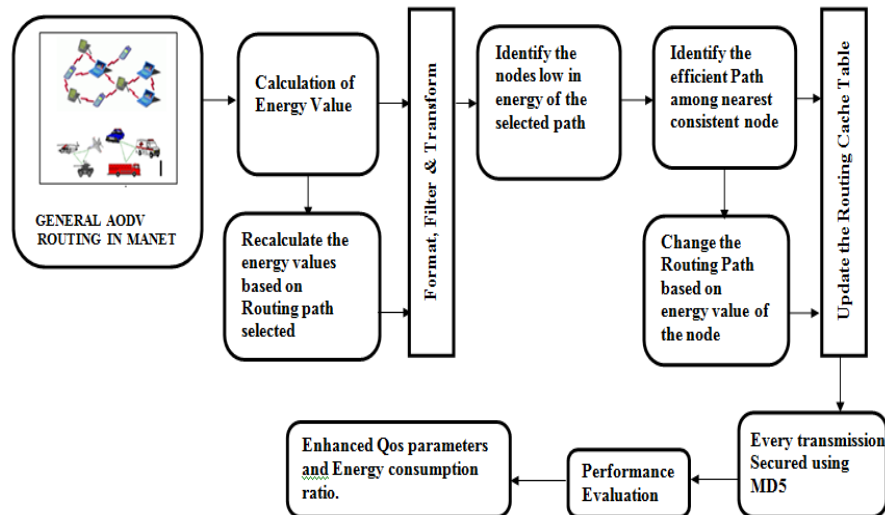 GENERAL AODV
ROUTING IN MANET
Calculation of
Energy Value
Recalculate the
energy values
based on
Routing path
selected
Format, Filter & Transform
Identify the
nodes low in
energy of the
selected path
Identify the
efficient Path
among nearest
consistent node
Change the
Routing Path
based on
energy value of
the node
Update the Routing Cache Table
Every transmission
Secured using
MD5
Performance
Evaluation
Enhanced Qos parameters
and Energy consumption
ratio.